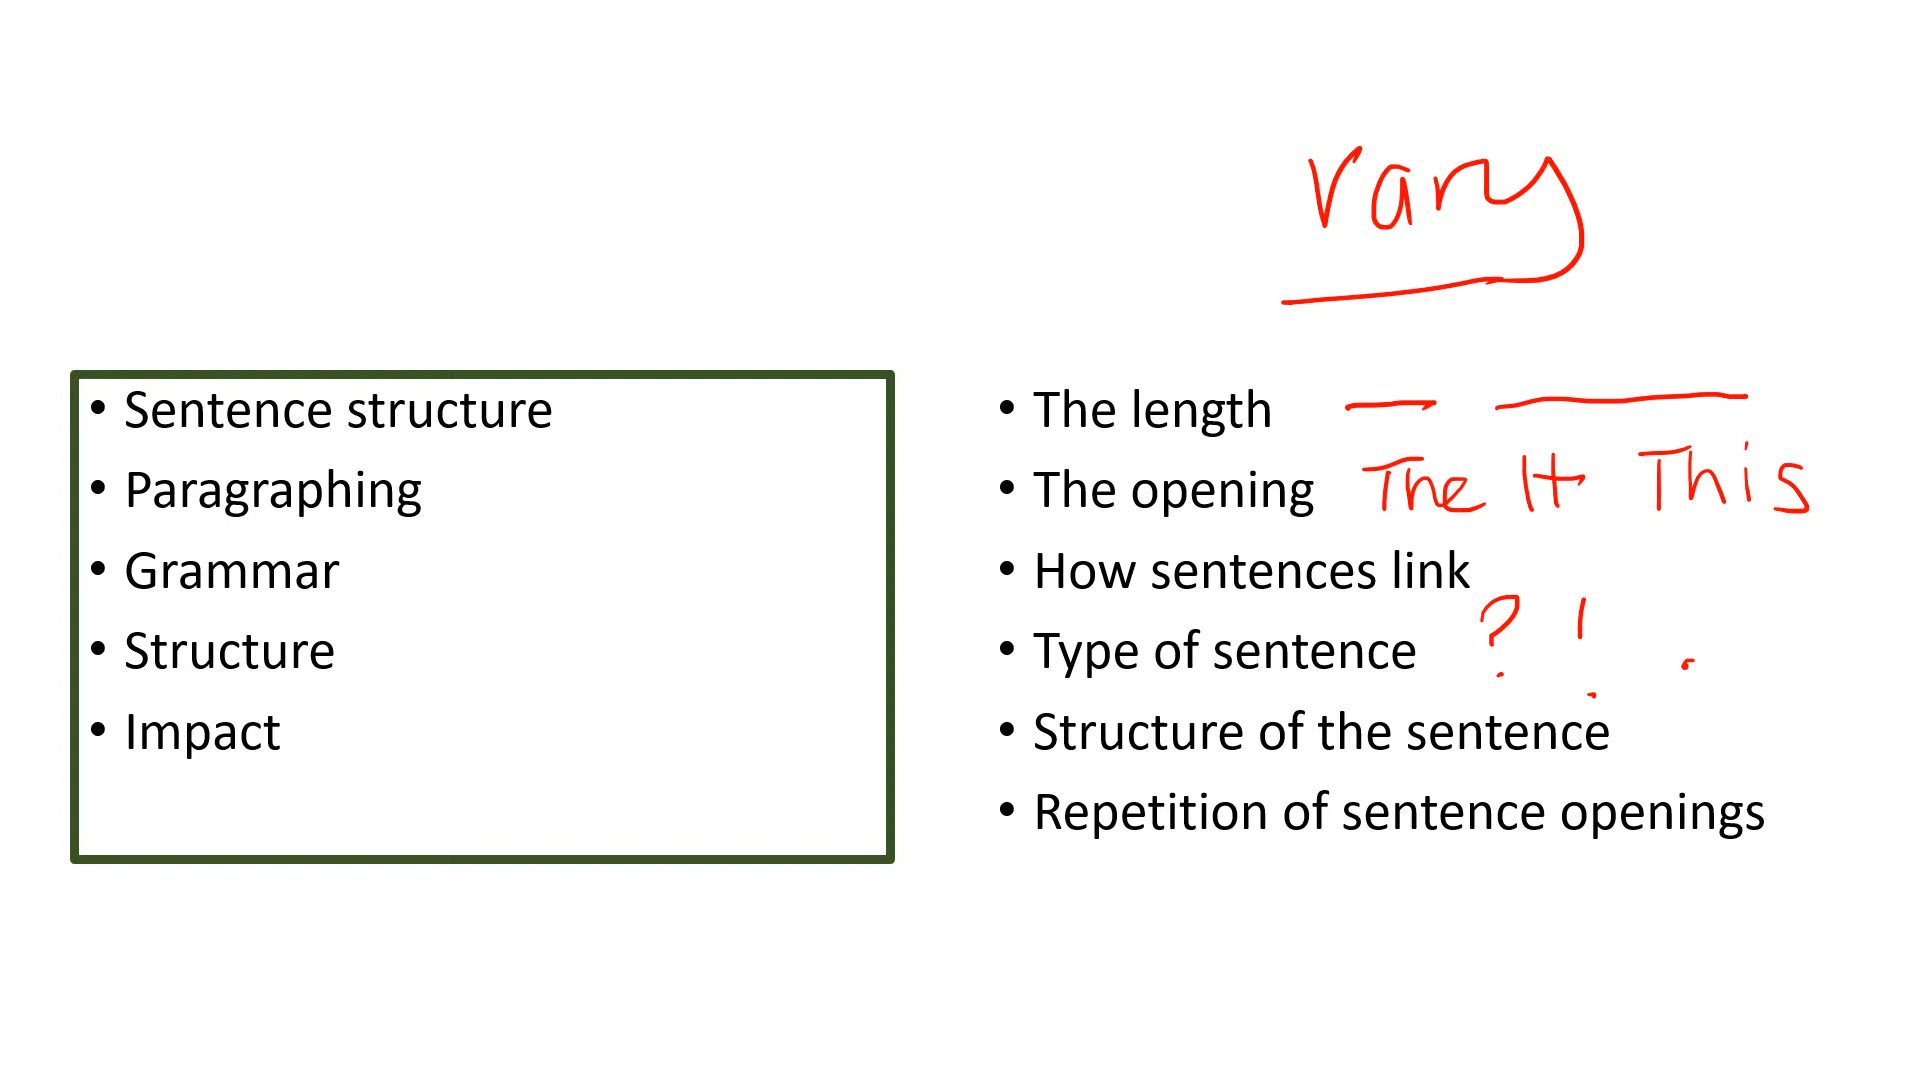 vary
• Sentence structure
• Paragraphing
• Grammar
• Structure
• Impact
• The length
• The opening The It This
• How sentences link
• Type of sentence ? ! .
• Structure of the sentence
• Repetition of sentence openings